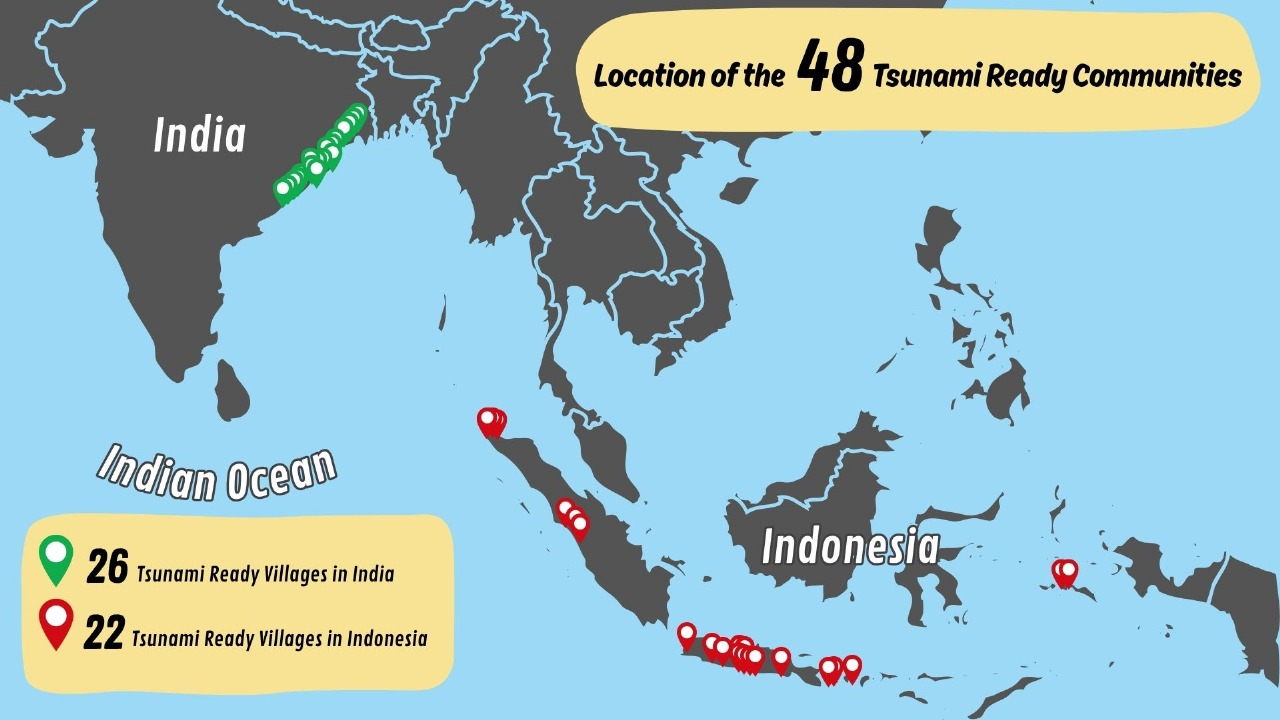 Location of the 48 Tsunami Ready Communities
India
Indian Ocean
Indonesia
26 Tsunami Ready Villages in India
22 Tsunami Ready Villages in Indonesia